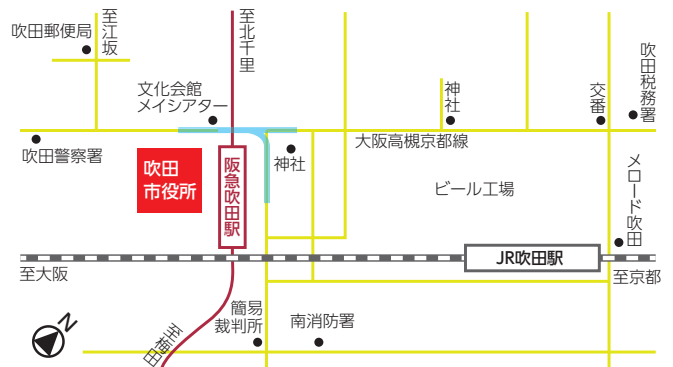 至江坂
吹田郵便局
至北千里
吹田税務署
文化会館
メイシアター
神社
交番
大阪高槻京都線
吹田警察署
吹田
市役所
阪急吹田駅
神社
ビール工場
メロード吹田
JR吹田駅
至大阪
至京都
簡易
裁判所
南消防署
至梅田
N